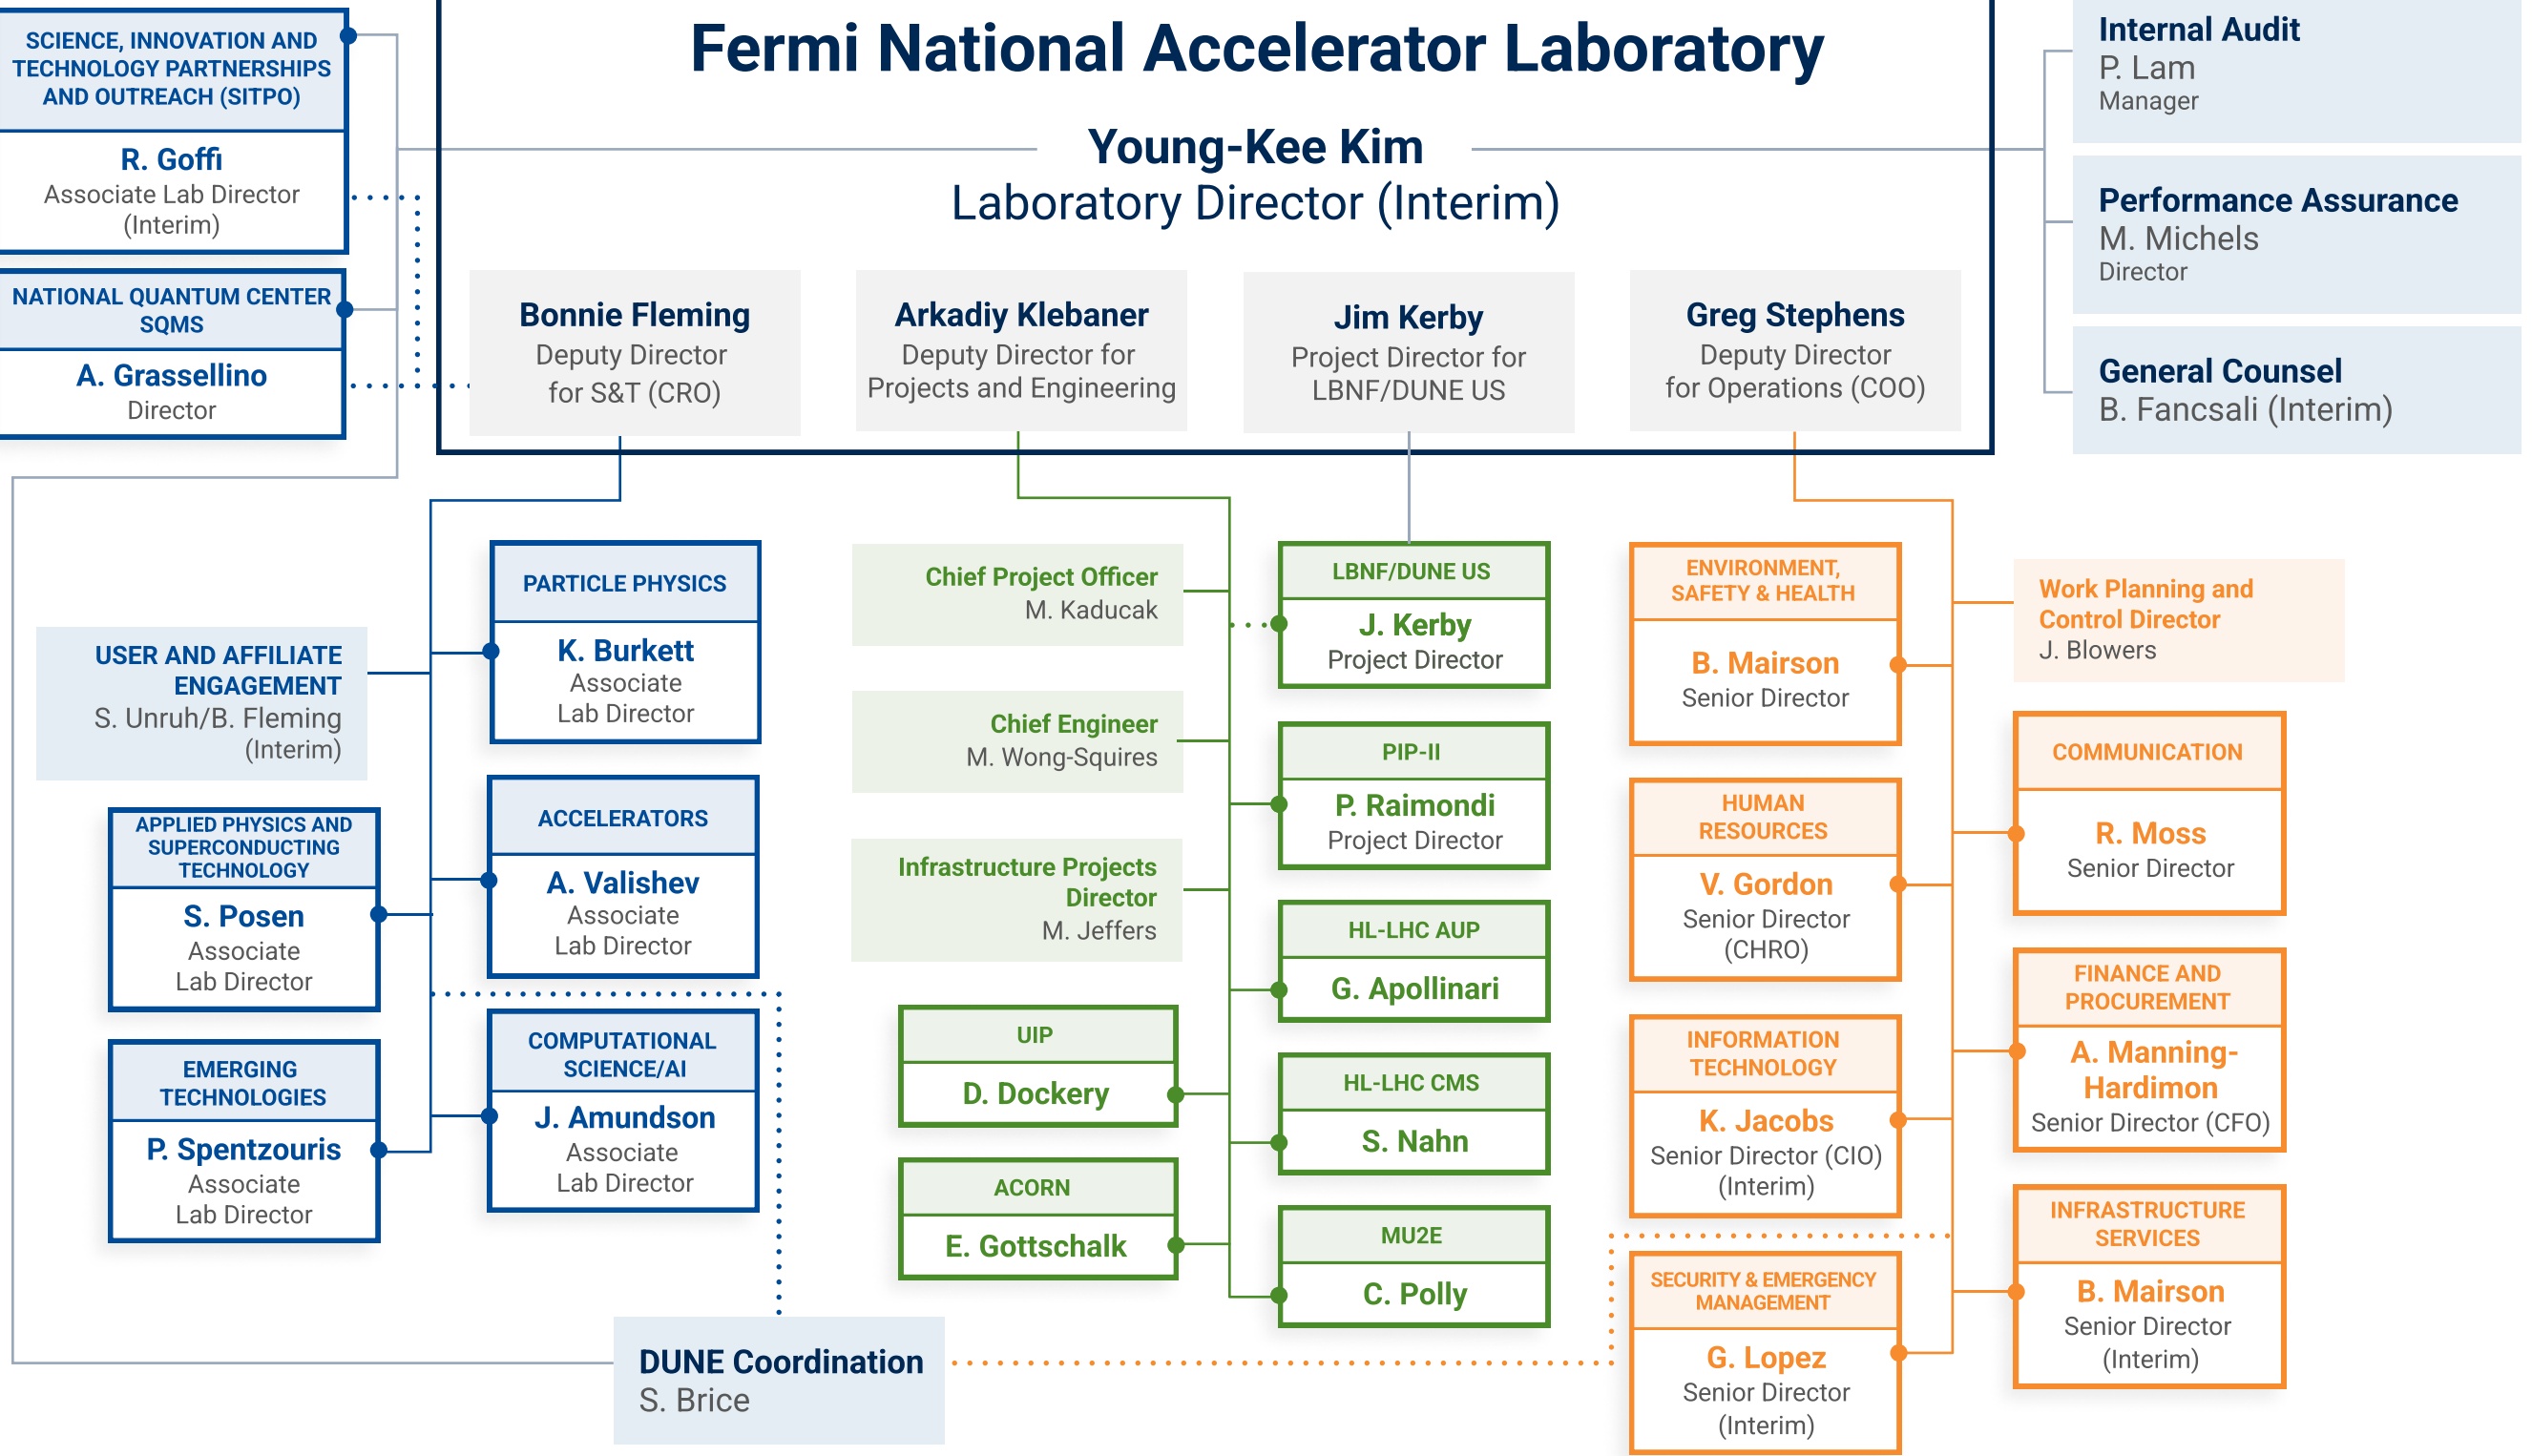 Fermi National Accelerator Laboratory
Young-Kee Kim
Laboratory Director (Interim)
SCIENCE, INNOVATION AND
TECHNOLOGY PARTNERSHIPS
AND OUTREACH (SITPO)
R. Goffi
Associate Lab Director
(Interim)
NATIONAL QUANTUM CENTER
SQMS
A. Grassellino
Director
Internal Audit
P. Lam
Manager
Performance Assurance
M. Michels
Director
General Counsel
B. Fancsali (Interim)
Bonnie Fleming
Deputy Director
for S&T (CRO)
Arkadiy Klebaner
Deputy Director for
Projects and Engineering
Jim Kerby
Project Director for
LBNF/DUNE US
Greg Stephens
Deputy Director
for Operations (COO)
USER AND AFFILIATE
ENGAGEMENT
S. Unruh/B. Fleming
(Interim)
APPLIED PHYSICS AND
SUPERCONDUCTING
TECHNOLOGY
S. Posen
Associate
Lab Director
EMERGING
TECHNOLOGIES
P. Spentzouris
Associate
Lab Director
PARTICLE PHYSICS
K. Burkett
Associate
Lab Director
ACCELERATORS
A. Valishev
Associate
Lab Director
COMPUTATIONAL
SCIENCE/AI
J. Amundson
Associate
Lab Director
DUNE Coordination
S. Brice
Chief Project Officer
M. Kaducak
Chief Engineer
M. Wong-Squires
Infrastructure Projects
Director
M. Jeffers
UIP
D. Dockery
ACORN
E. Gottschalk
LBNF/DUNE US
J. Kerby
Project Director
PIP-II
P. Raimondi
Project Director
HL-LHC AUP
G. Apollinari
HL-LHC CMS
S. Nahn
MU2E
C. Polly
ENVIRONMENT,
SAFETY & HEALTH
B. Mairson
Senior Director
HUMAN
RESOURCES
V. Gordon
Senior Director
(CHRO)
INFORMATION
TECHNOLOGY
K. Jacobs
Senior Director (CIO)
(Interim)
SECURITY & EMERGENCY
MANAGEMENT
G. Lopez
Senior Director
(Interim)
Work Planning and
Control Director
J. Blowers
COMMUNICATION
R. Moss
Senior Director
FINANCE AND
PROCUREMENT
A. Manning-
Hardimon
Senior Director (CFO)
INFRASTRUCTURE
SERVICES
B. Mairson
Senior Director
(Interim)